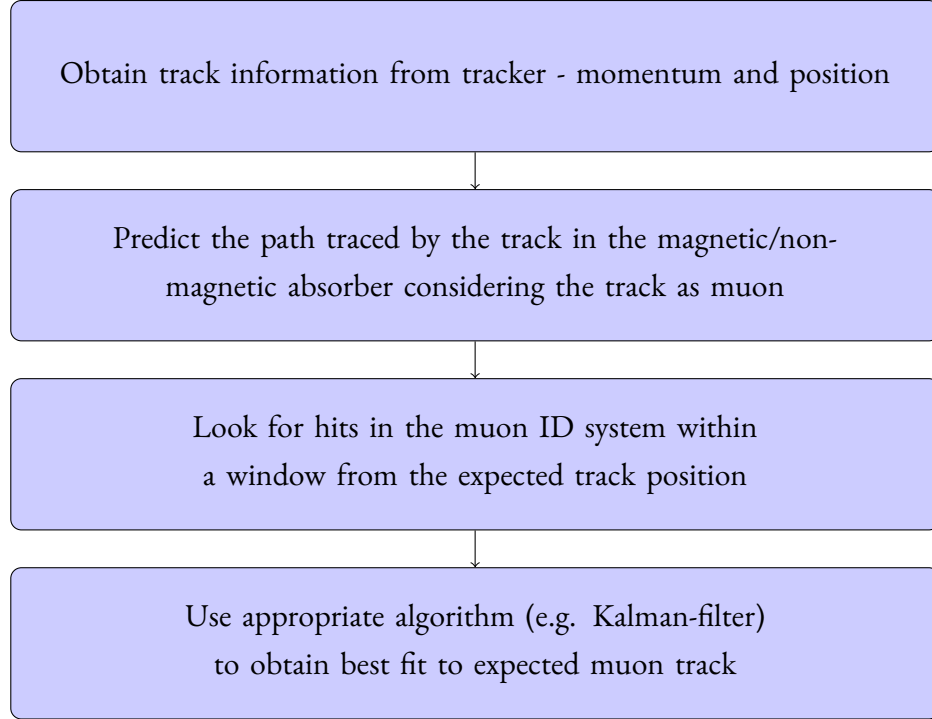 Obtain track information from tracker - momentum and position
Predict the path traced by the track in the magnetic/non-
magnetic absorber considering the track as muon
Look for hits in the muon ID system within
a window from the expected track position
Use appropriate algorithm (e.g. Kalman-filter)
to obtain best fit to expected muon track